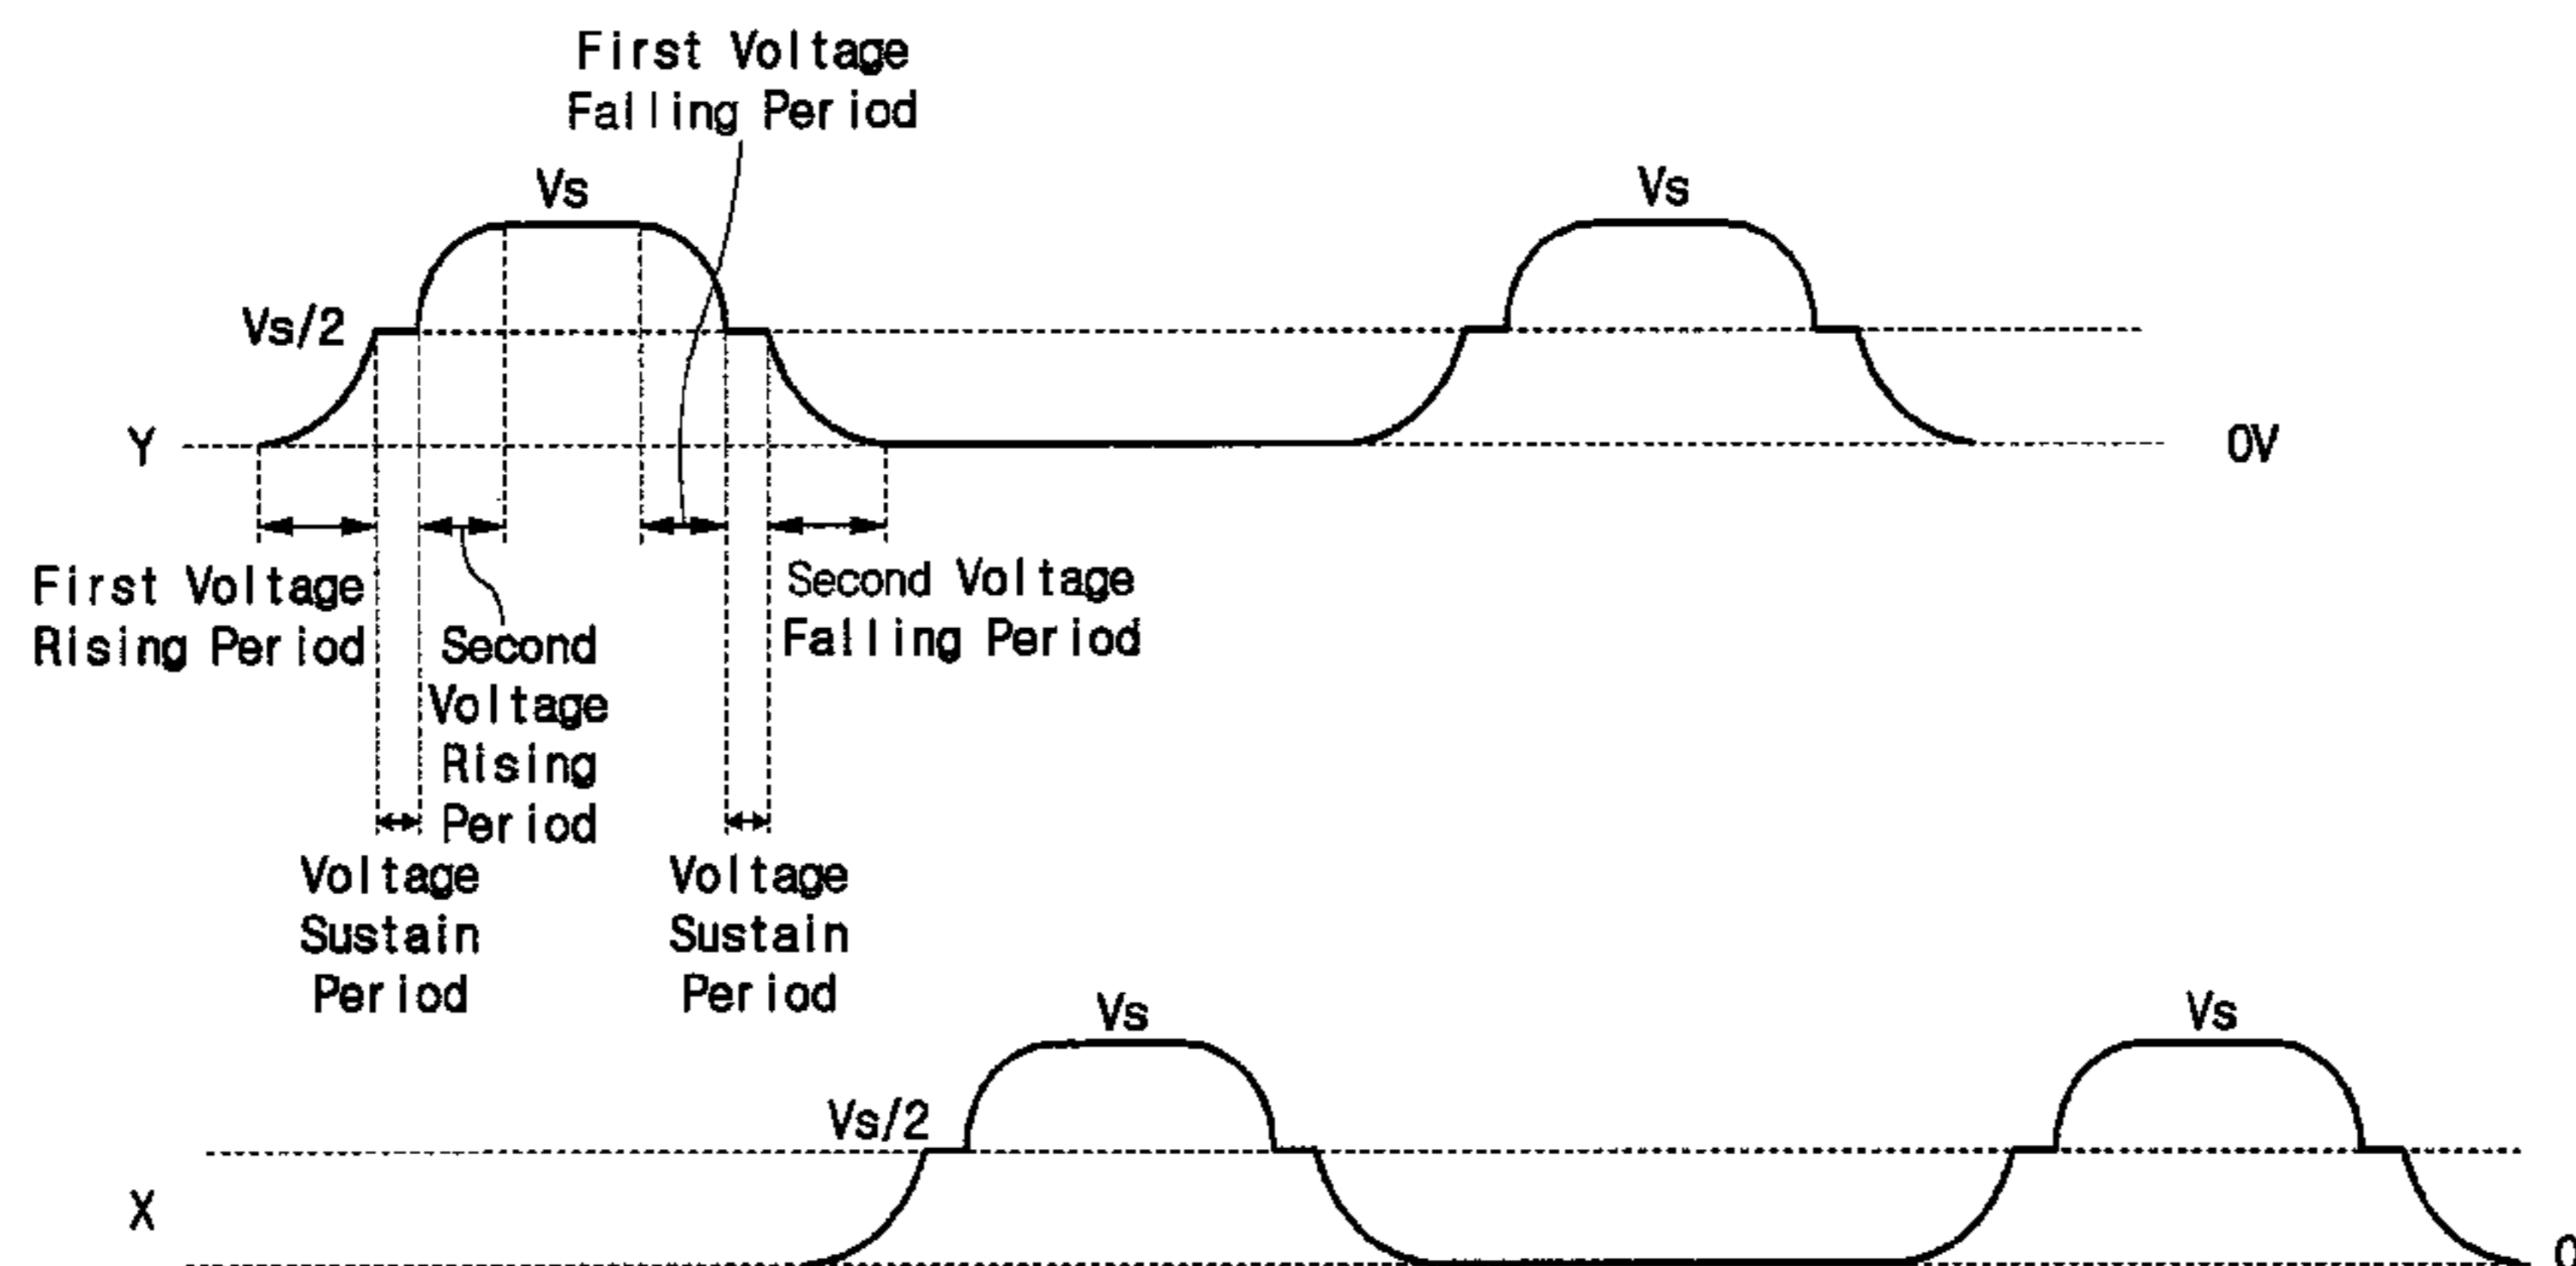 First Voltage
Falling Period
Vs
Vs
Vs/2
Y
0V
First Voltage
Rising Period
Second
Voltage
Rising
Period
Second Voltage
Falling Period
Voltage
Sustain
Period
Voltage
Sustain
Period
Vs
Vs
Vs/2
X